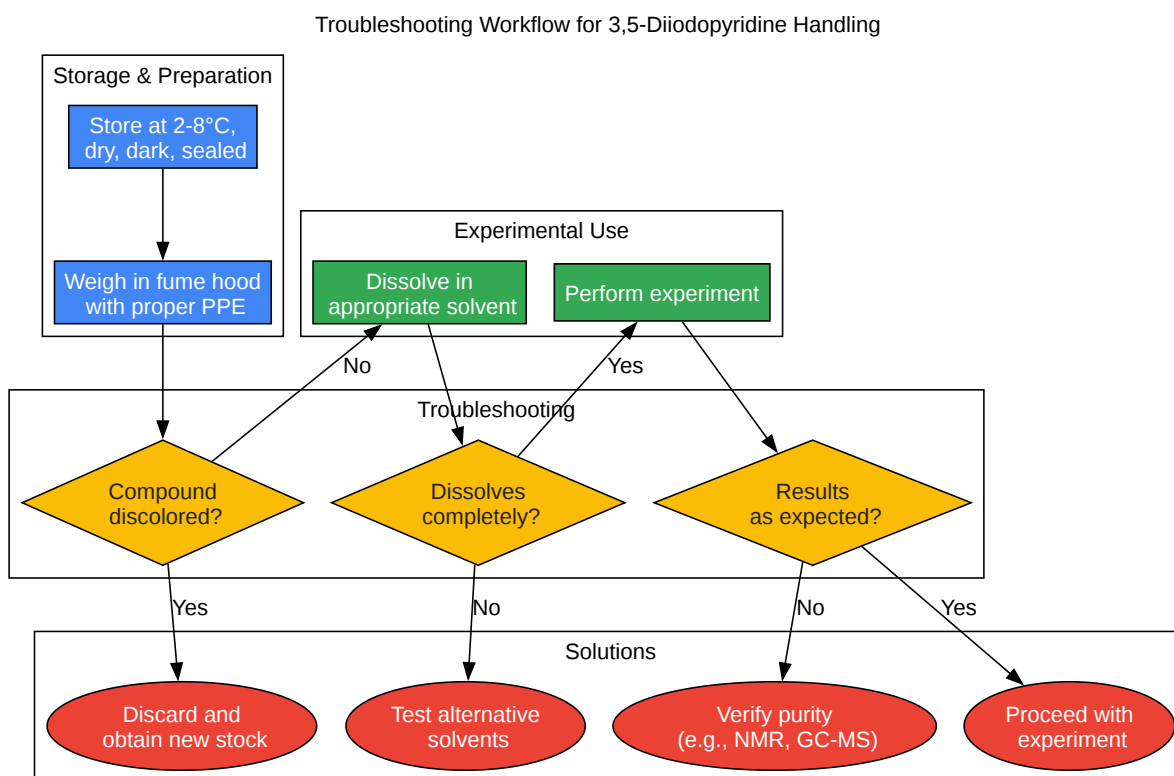 Troubleshooting Workflow for 3,5-Diiodopyridine Handling
Storage & Preparation
Store at 2-8°C,
dry, dark, sealed
Weigh in fume hood
with proper PPE
Experimental Use
Dissolve in
appropriate solvent
Perform experiment
No
Yes
Troubleshooting
Compound
discolored?
Dissolves
completely?
Results
as expected?
Yes
No
No
Yes
Solutions
Discard and
obtain new stock
Test alternative
solvents
Verify purity
(e.g., NMR, GC-MS)
Proceed with
experiment